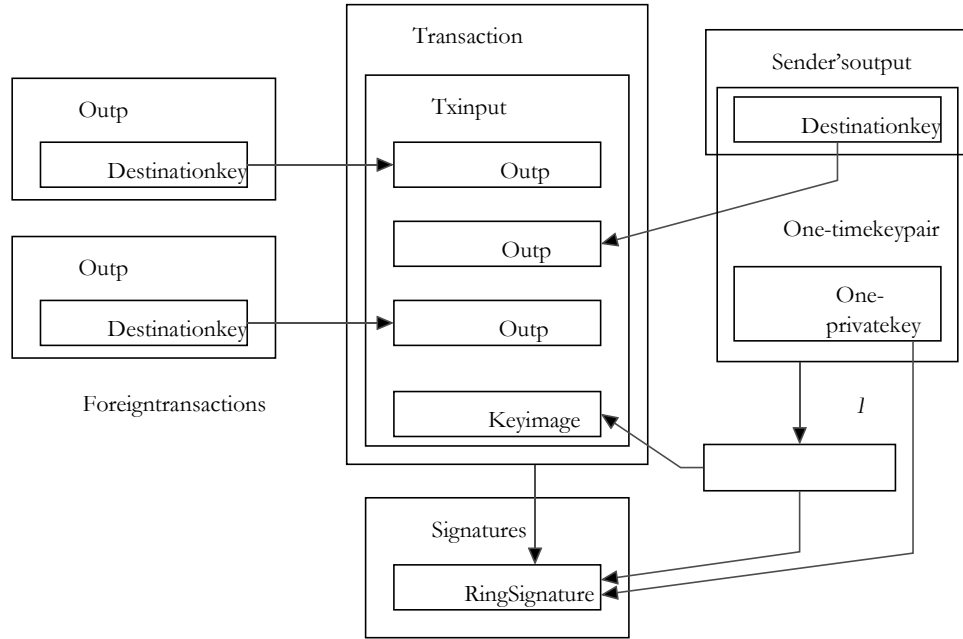 Transaction
Txinput
Outp
Outp
Outp
Keyimage
Outp
Destinationkey
Outp
Destinationkey
Foreigntransactions
Sender'soutput
Destinationkey
One-timekeypair
One-
privatekey
I
Signatures
RingSignature